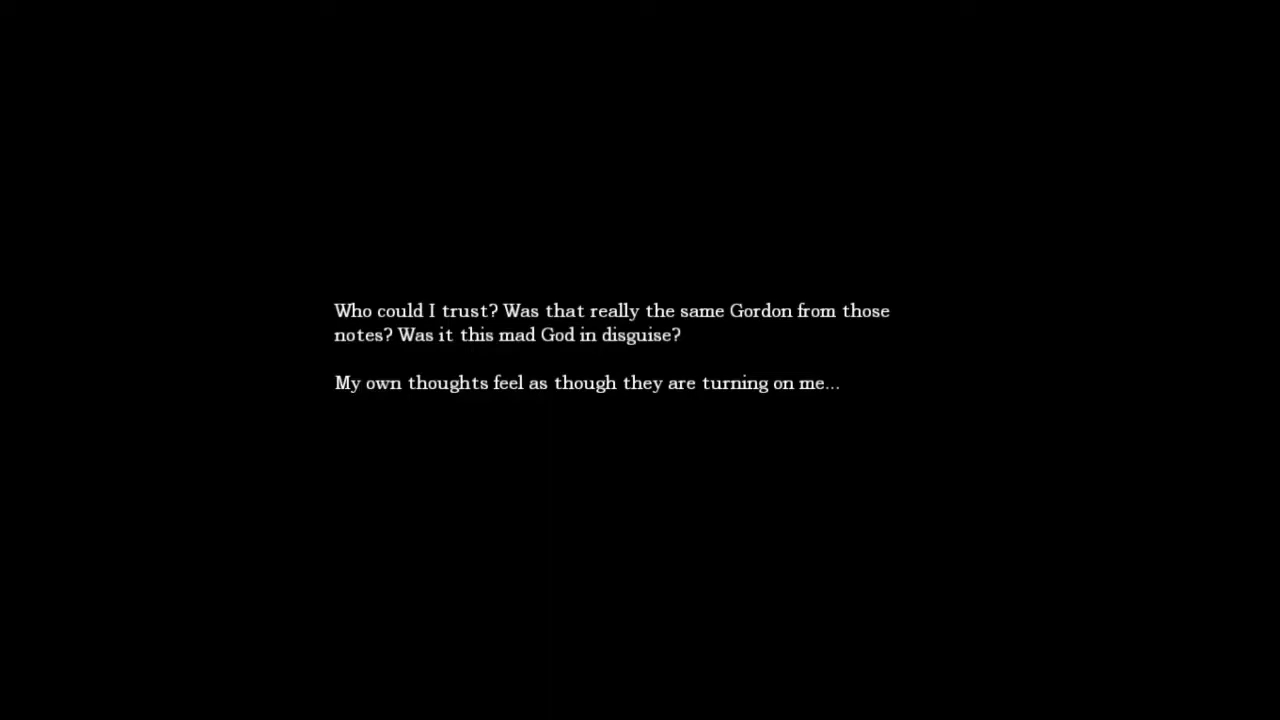 Who could I trust? Was that really the same Gordon from those
notes? Was it this mad God in disguise?
My own thoughts feel as though they are turning on me...